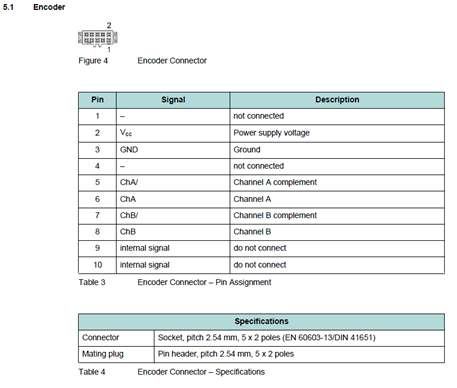 5.1 Encoder
2
1
Figure 4 Encoder Connector
Pin Signal Description
1 – not connected
2 Vcc Power supply voltage
3 GND Ground
4 – not connected
5 ChA/ Channel A complement
6 ChA Channel A
7 ChB/ Channel B complement
8 ChB Channel B
9 internal signal do not connect
10 internal signal do not connect
Table 3 Encoder Connector – Pin Assignment
Specifications
Connector Socket, pitch 2.54 mm, 5 x 2 poles (EN 60603-13/DIN 41651)
Mating plug Pin header, pitch 2.54 mm, 5 x 2 poles
Table 4 Encoder Connector – Specifications